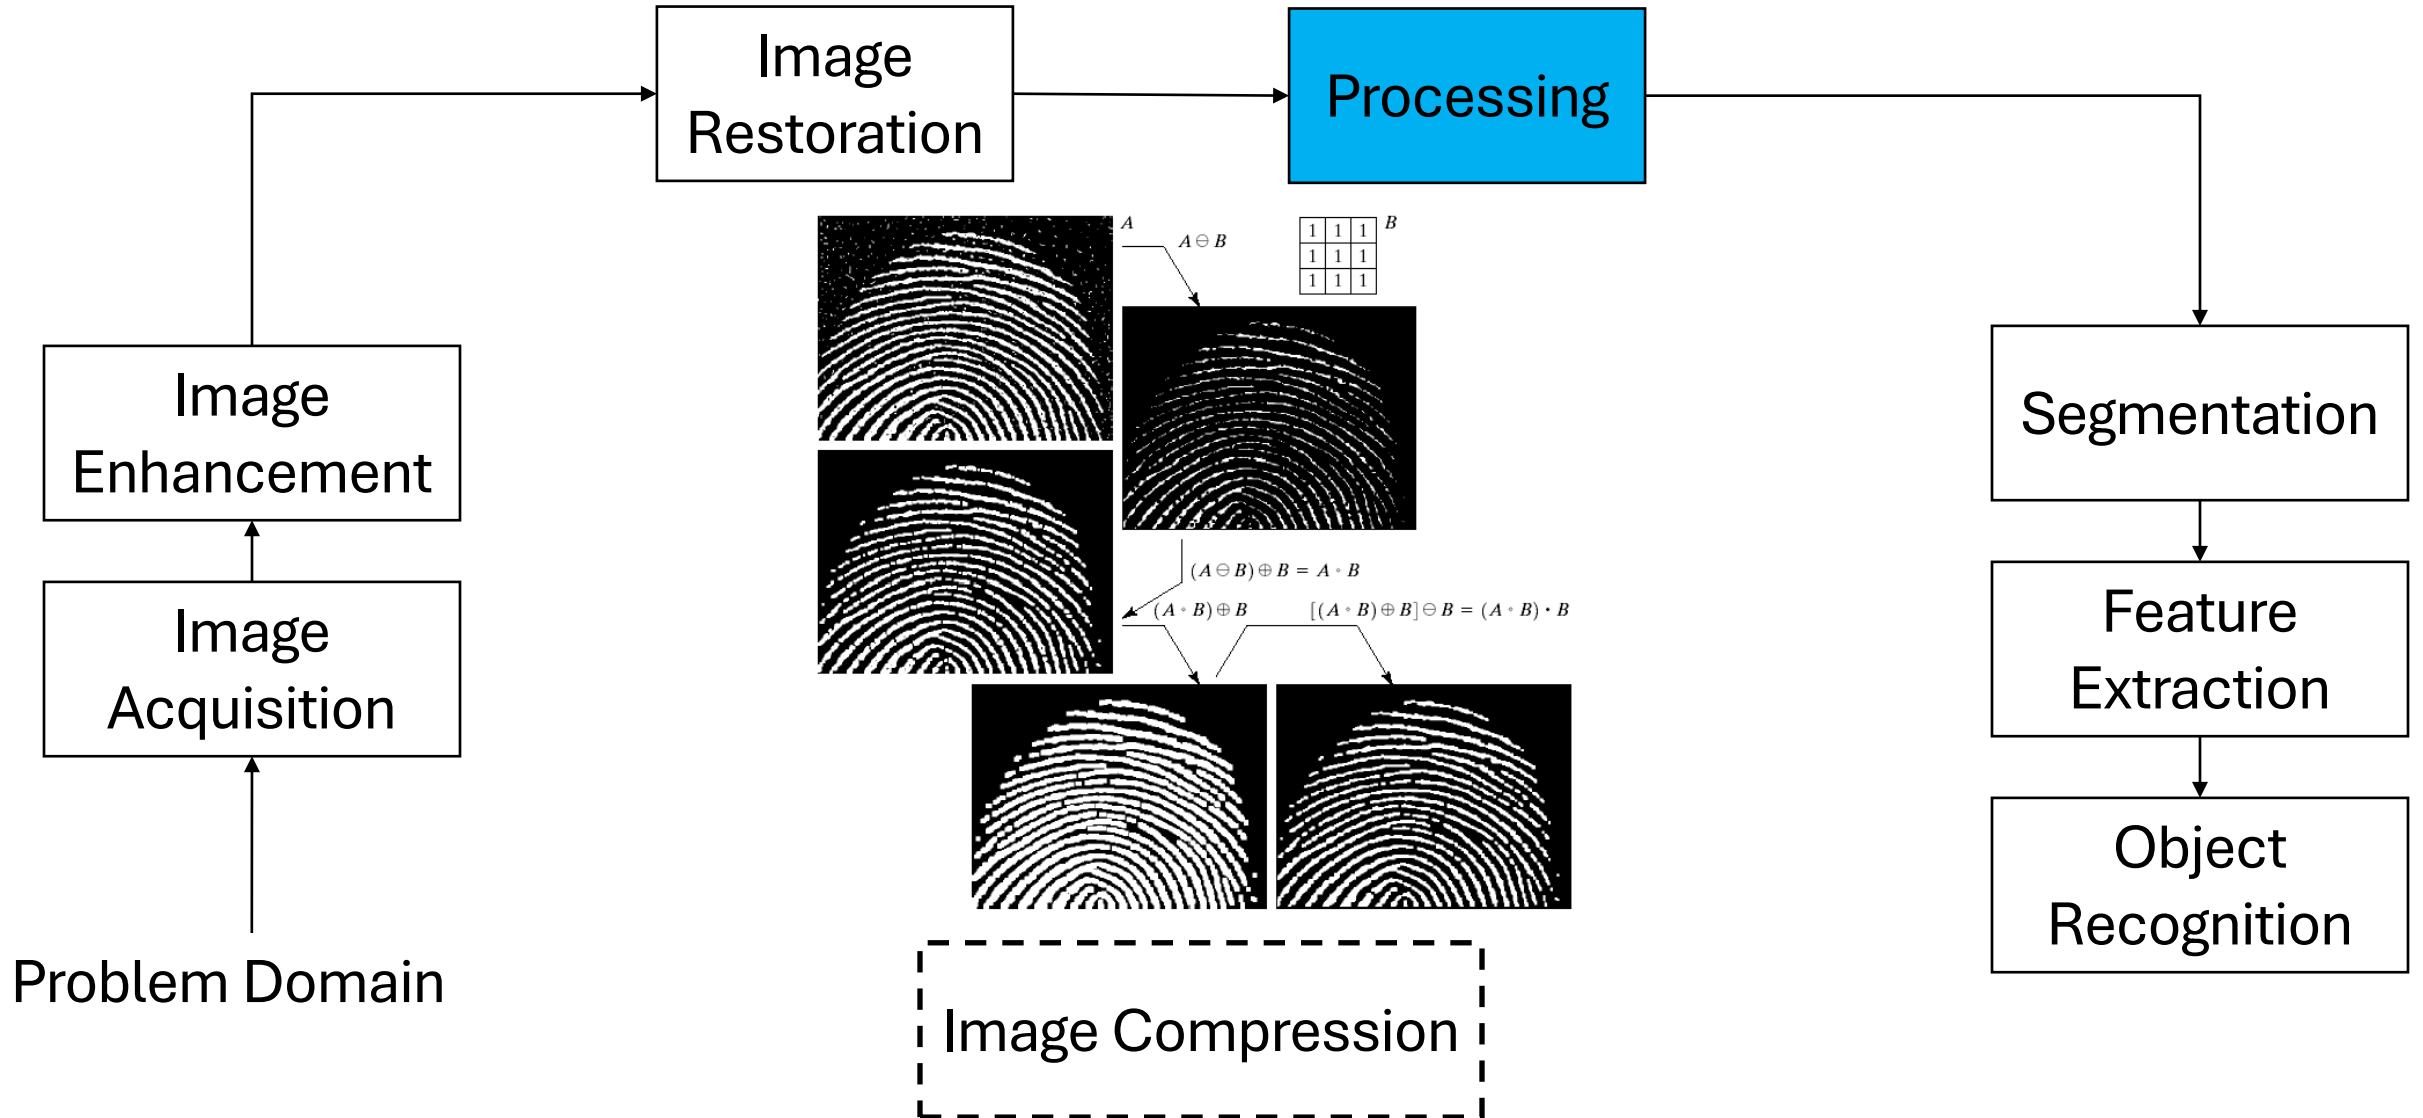 Image
Restoration
Processing
Image
Enhancement
Image
Acquisition
Problem Domain
A
A ⊖ B
1 1 1
1 1 1
1 1 1
B
(A ⊖ B) ⊕ B = A ∘ B
(A ∘ B) ⊕ B
[(A ∘ B) ⊕ B] ⊖ B = (A ∘ B) • B
Image Compression
Segmentation
Feature
Extraction
Object
Recognition